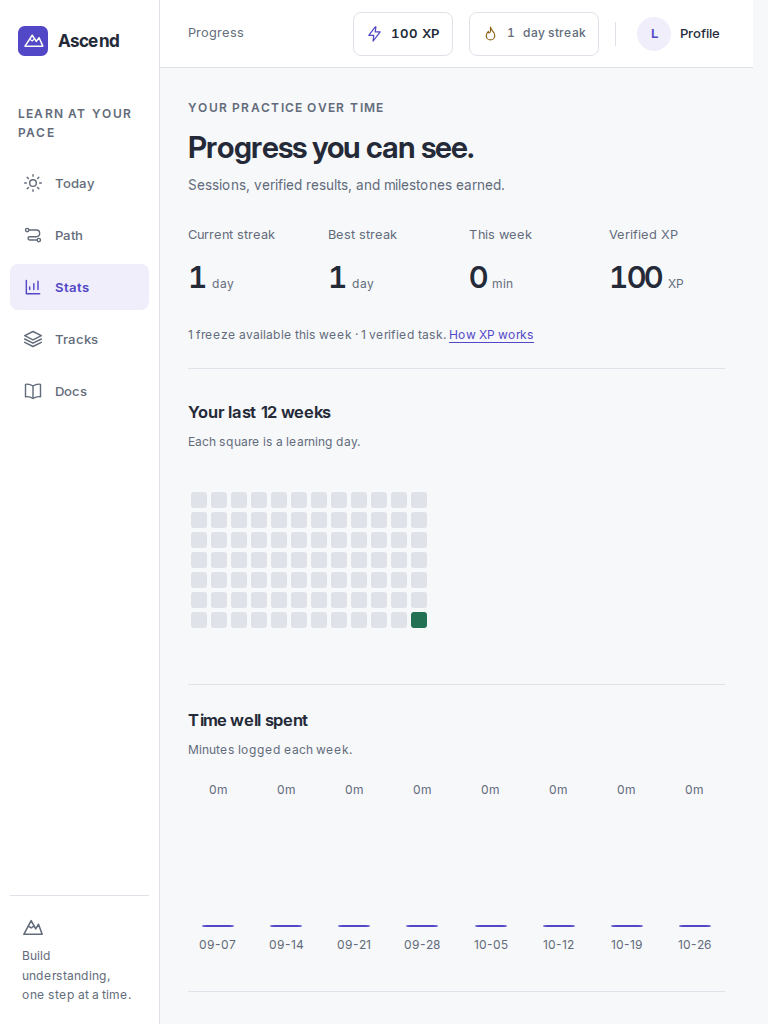 Ascend
LEARN AT YOUR
PACE
Today
Path
Stats
Tracks
Docs
Build
understanding,
one step at a time.
Progress
100 XP
1 day streak
L
Profile
YOUR PRACTICE OVER TIME
Progress you can see.
Sessions, verified results, and milestones earned.
Current streak
1 day
Best streak
1 day
This week
0 min
Verified XP
100 XP
1 freeze available this week · 1 verified task. How XP works
Your last 12 weeks
Each square is a learning day.
Time well spent
Minutes logged each week.
0m 0m 0m 0m 0m 0m 0m 0m
09-07 09-14 09-21 09-28 10-05 10-12 10-19 10-26